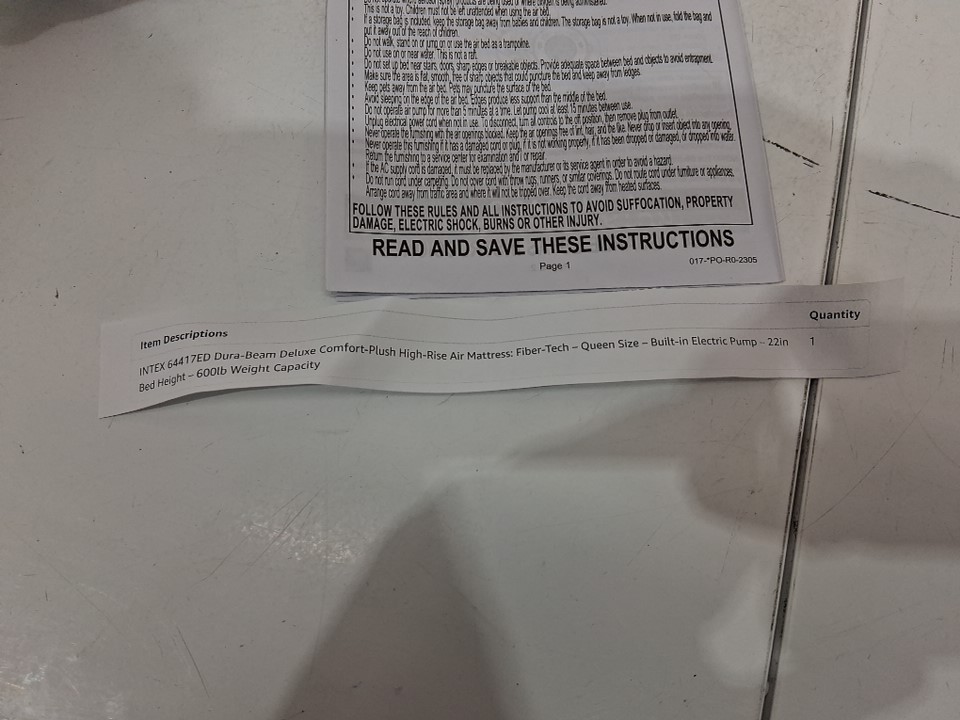 This is not a toy. Children must not be left unattended when using the air bed.
If a storage bag is included, keep the storage bag away from babies and children. The storage bag is not a toy. When not in use, fold the bag and
put it away out of the reach of children.
Do not walk, stand on or jump on or use the air bed as a trampoline.
Do not use on or near water. This is not a raft.
Do not set up bed near stairs, doors, sharp edges or breakable objects. Provide adequate space between bed and objects to avoid entrapment.
Make sure the area is flat, smooth, free of sharp objects that could puncture the bed and keep away from ledges.
Keep pets away from the air bed. Pets may puncture the surface of the bed.
Avoid sleeping on the edge of the air bed. Edges produce less support than the middle of the bed.
Do not operate air pump for more than 5 minutes at a time. Let pump cool at least 15 minutes between use.
Unplug electrical power cord when not in use. To disconnect, turn all controls to the off position, then remove plug from outlet.
Never operate the furnishing with the air openings blocked. Keep the air openings free of lint, hair, and the like. Never drop or insert object into any opening.
Never operate this furnishing if it has a damaged cord or plug, if it is not working properly, if it has been dropped or damaged, or dropped into water.
Return the furnishing to a service center for examination and / or repair.
If the AC supply cord is damaged, it must be replaced by the manufacturer or its service agent in order to avoid a hazard.
Do not run cord under carpeting. Do not cover cord with throw rugs, runners, or similar coverings. Do not route cord under furniture or appliances.
Arrange cord away from traffic area and where it will not be tripped over. Keep the cord away from heated surfaces.
FOLLOW THESE RULES AND ALL INSTRUCTIONS TO AVOID SUFFOCATION, PROPERTY
DAMAGE, ELECTRIC SHOCK, BURNS OR OTHER INJURY.
READ AND SAVE THESE INSTRUCTIONS
Page 1
017-*PO-R0-2305
Item Descriptions Quantity
INTEX 64417ED Dura-Beam Deluxe Comfort-Plush High-Rise Air Mattress: Fiber-Tech – Queen Size – Built-in Electric Pump – 22in 1
Bed Height – 600lb Weight Capacity